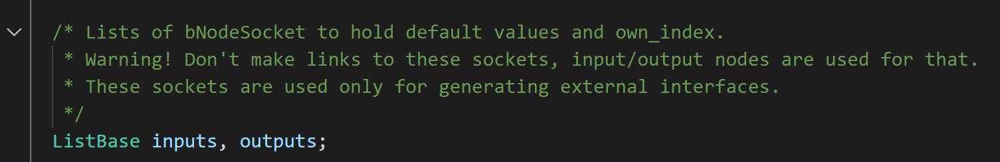 /* Lists of bNodeSocket to hold default values and own_index.
* Warning! Don't make links to these sockets, input/output nodes are used for that.
* These sockets are used only for generating external interfaces.
*/
ListBase inputs, outputs;